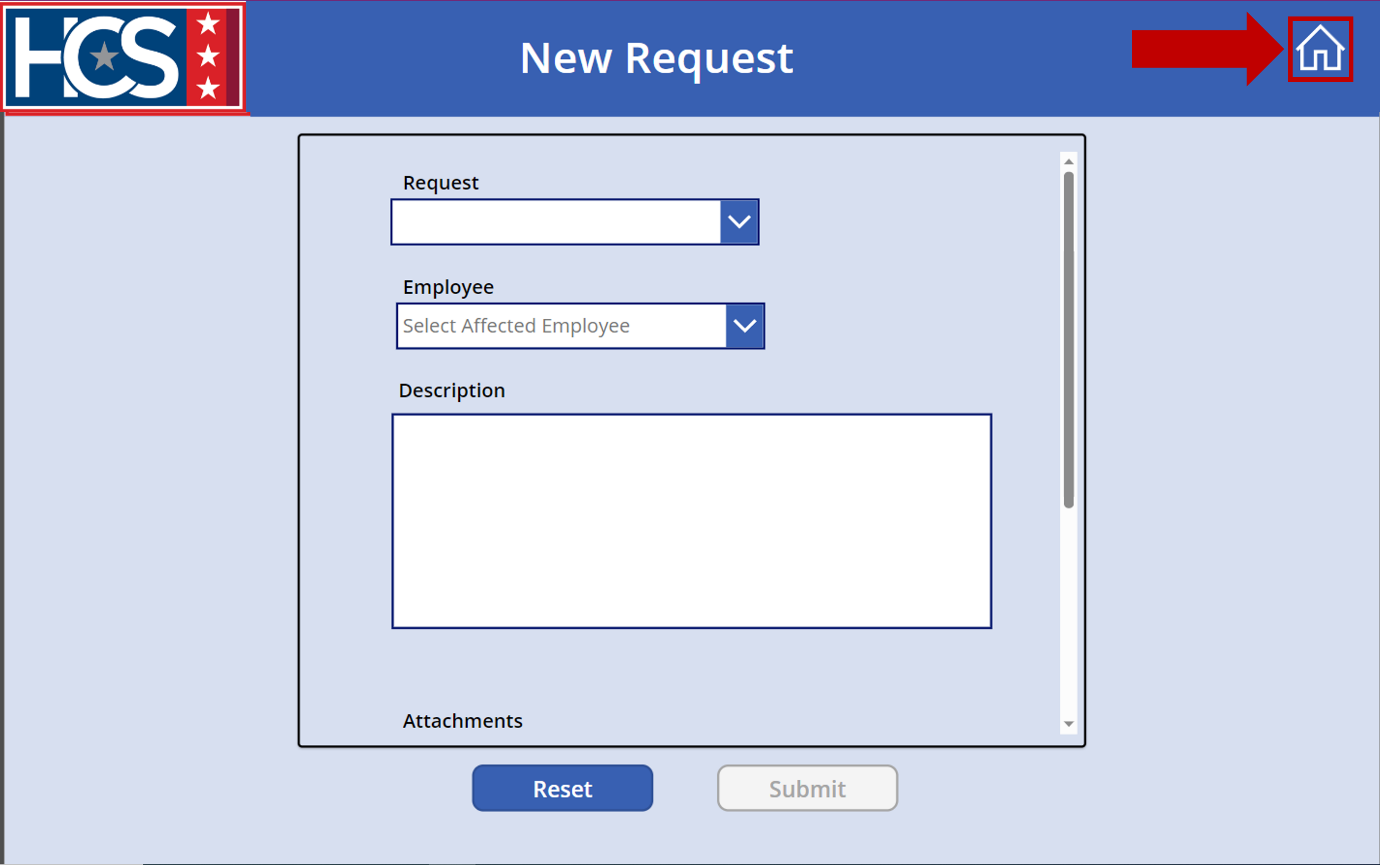 HCS
New Request
Request
Employee
Select Affected Employee
Description
Attachments
Reset
Submit